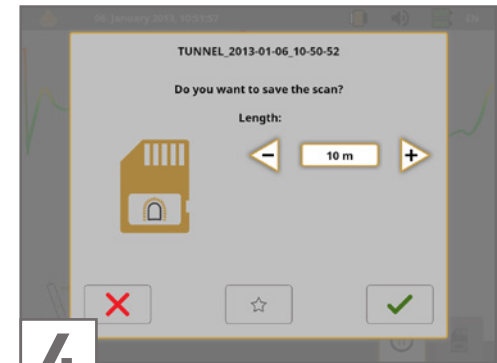 06. January 2013, 10:51:57 EN
TUNNEL_2013-01-06_10-50-52
Do you want to save the scan?
Length:
10 m
4